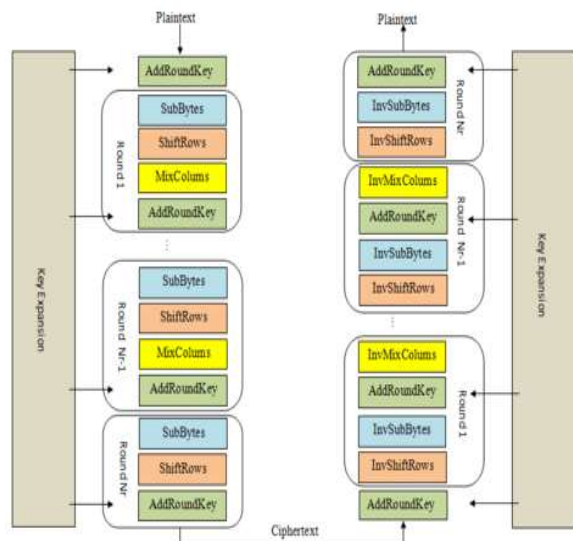 Plaintext
AddRoundKey
SubBytes
ShiftRows
MixColums
AddRoundKey
Round 1
...
SubBytes
ShiftRows
MixColums
AddRoundKey
Round Nr-1
SubBytes
ShiftRows
AddRoundKey
Round Nr
Key Expansion
Ciphertext
Plaintext
AddRoundKey
InvSubBytes
InvShiftRows
Round Nr
InvMixColums
AddRoundKey
InvSubBytes
InvShiftRows
Round Nr-1
...
InvMixColums
AddRoundKey
InvSubBytes
InvShiftRows
Round 1
AddRoundKey
Key Expansion